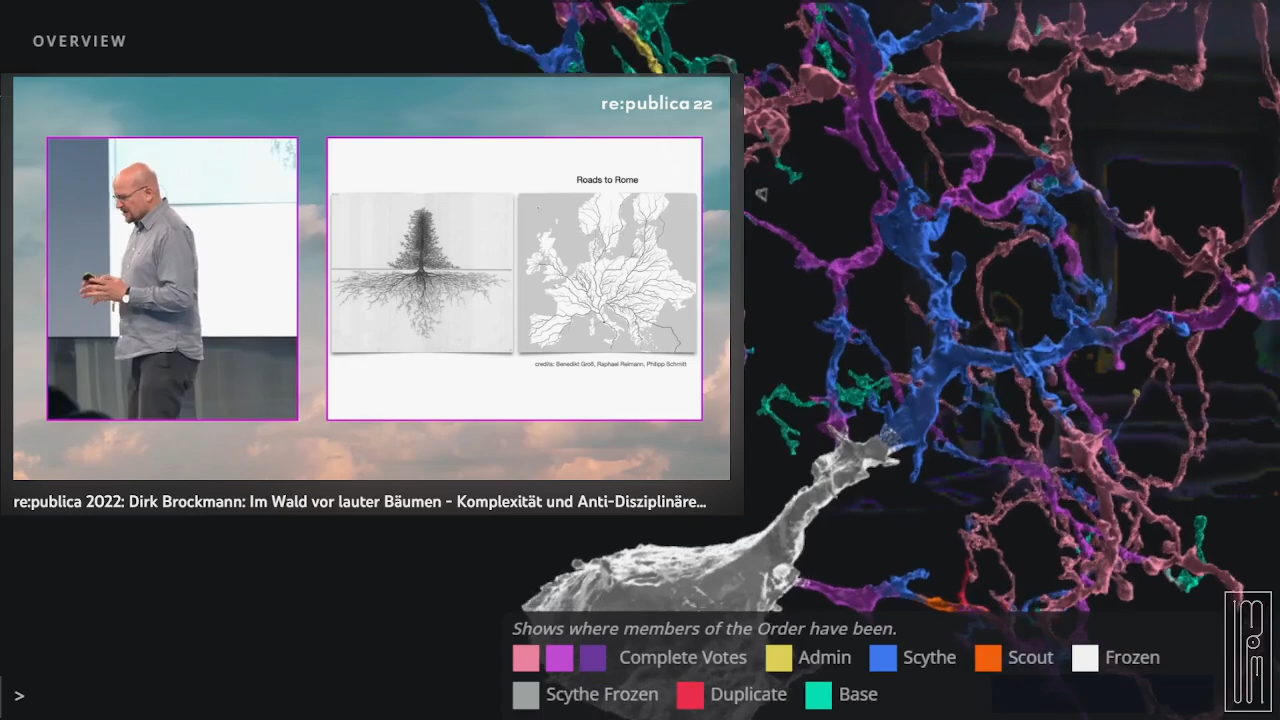 OVERVIEW
re:publica 22
Roads to Rome
credits: Benedikt Groß, Raphael Reimann, Philipp Schmitt
re:publica 2022: Dirk Brockmann: Im Wald vor lauter Bäumen - Komplexität und Anti-Disziplinäre...
Shows where members of the Order have been.
Complete Votes Admin Scythe Scout Frozen
Scythe Frozen Duplicate Base
>